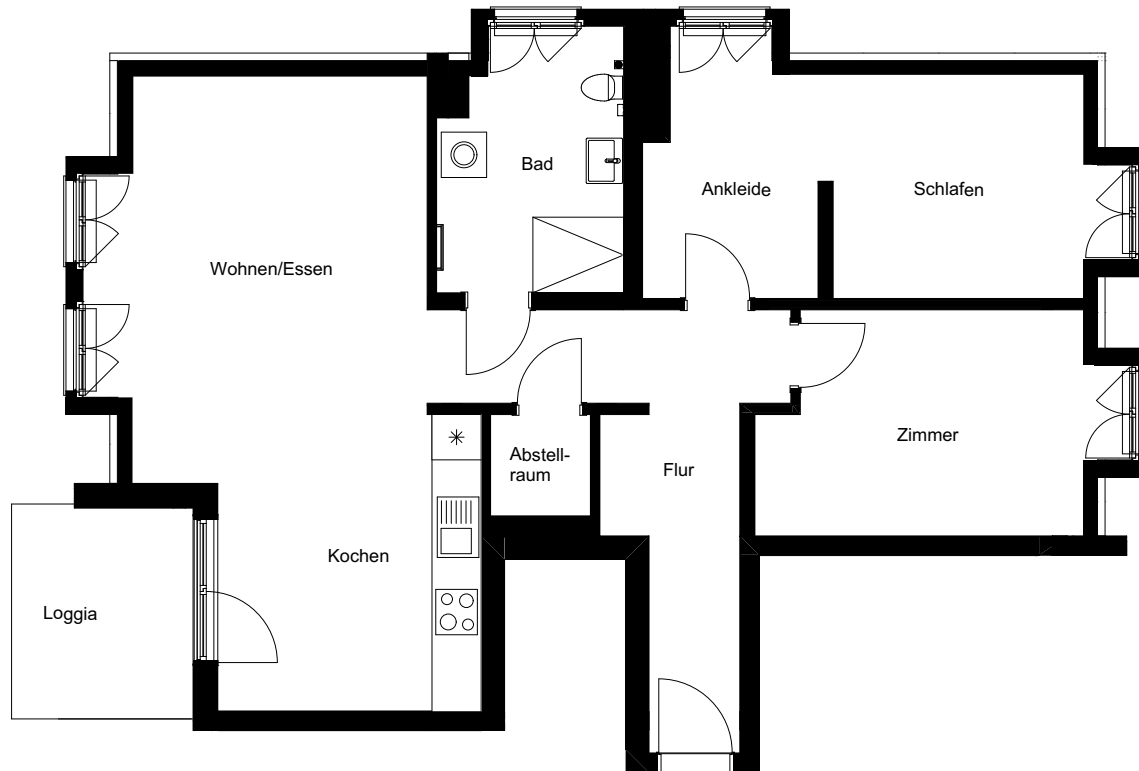 Bad
Ankleide
Schlafen
Wohnen/Essen
Zimmer
Abstell-
raum
Flur
Kochen
Loggia